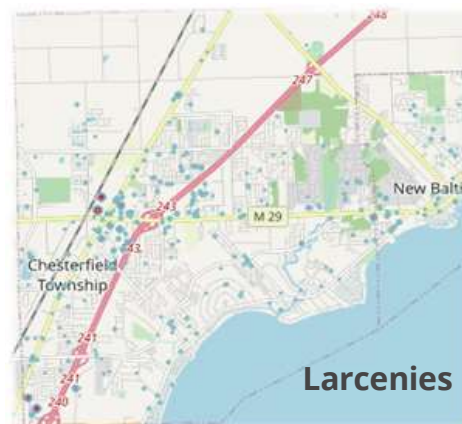 248
247
New Balti
243
M 29
43
Chesterfield
Township
241
Larcenies
241
240